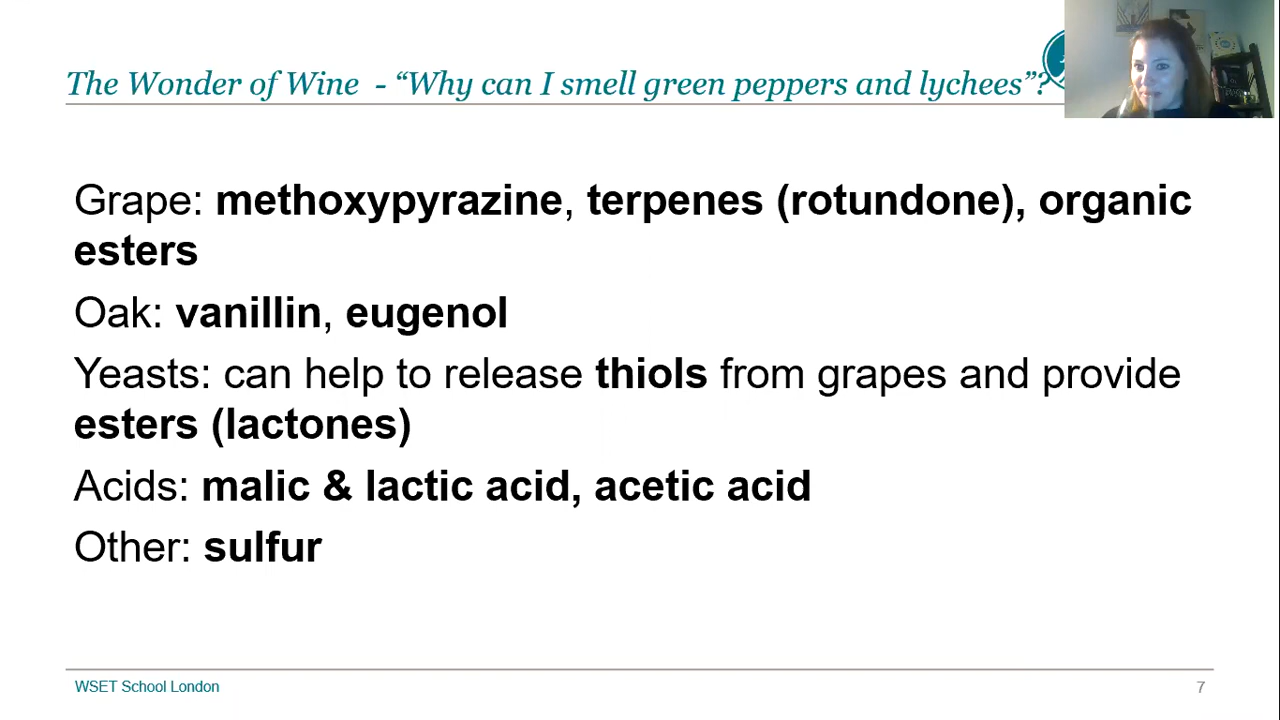 The Wonder of Wine - “Why can I smell green peppers and lychees”?
Grape: methoxypyrazine, terpenes (rotundone), organic
esters
Oak: vanillin, eugenol
Yeasts: can help to release thiols from grapes and provide
esters (lactones)
Acids: malic & lactic acid, acetic acid
Other: sulfur
WSET School London
7